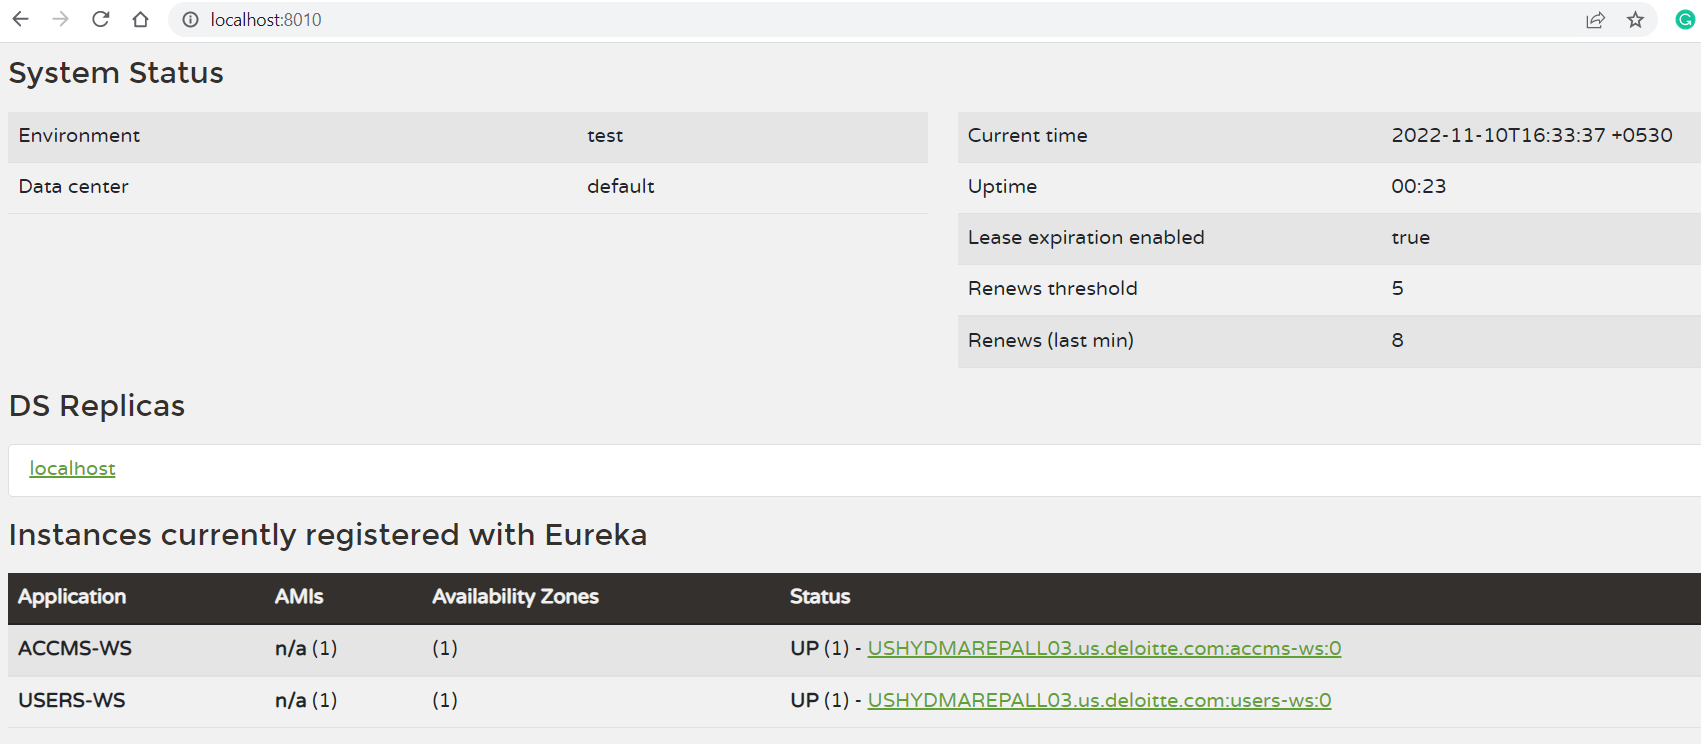 localhost:8010
System Status
Environment test
Data center default
Current time 2022-11-10T16:33:37 +0530
Uptime 00:23
Lease expiration enabled true
Renews threshold 5
Renews (last min) 8
DS Replicas
localhost
Instances currently registered with Eureka
Application AMIs Availability Zones Status
ACCMS-WS n/a (1) (1) UP (1) - USHYDMAREPALL03.us.deloitte.com:accms-ws:0
USERS-WS n/a (1) (1) UP (1) - USHYDMAREPALL03.us.deloitte.com:users-ws:0